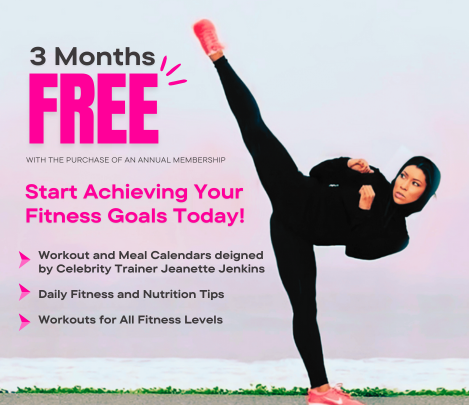 3 Months
FREE
WITH THE PURCHASE OF AN ANNUAL MEMBERSHIP
Start Achieving Your
Fitness Goals Today!
Workout and Meal Calendars deigned
by Celebrity Trainer Jeanette Jenkins
Daily Fitness and Nutrition Tips
Workouts for All Fitness Levels